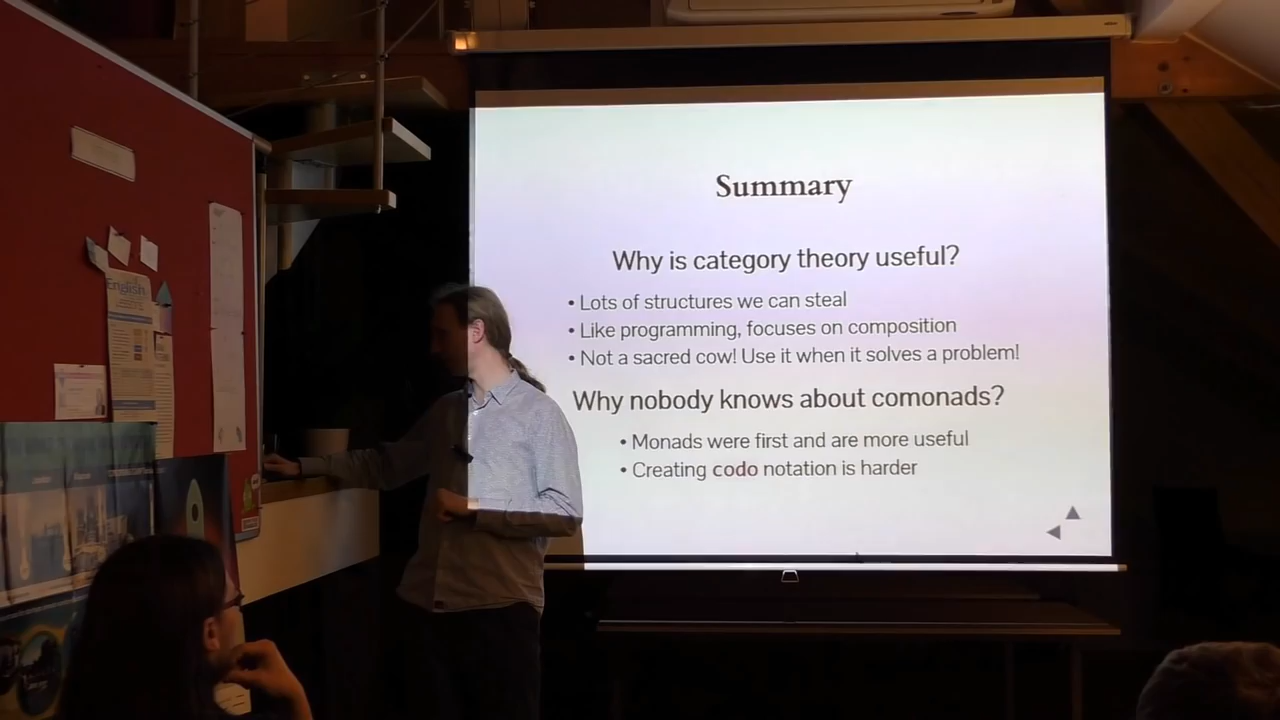 English
Summary
Why is category theory useful?
• Lots of structures we can steal
• Like programming, focuses on composition
• Not a sacred cow! Use it when it solves a problem!
Why nobody knows about comonads?
• Monads were first and are more useful
• Creating codo notation is harder